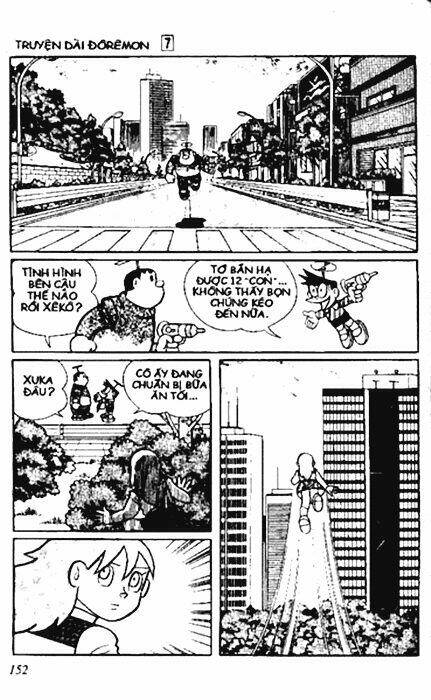 TRUYỆN DÀI ĐÔRÊMON 7
TÌNH HÌNH
BÊN CẬU
THẾ NÀO
RỒI XÊKÔ?
TỚ BẮN HẠ
ĐƯỢC 12 "CON"...
KHÔNG THẤY BỌN
CHÚNG KÉO
ĐẾN NỮA.
XUKA
ĐÂU?
CÔ ẤY ĐANG
CHUẨN BỊ BỮA
ĂN TỐI...
152